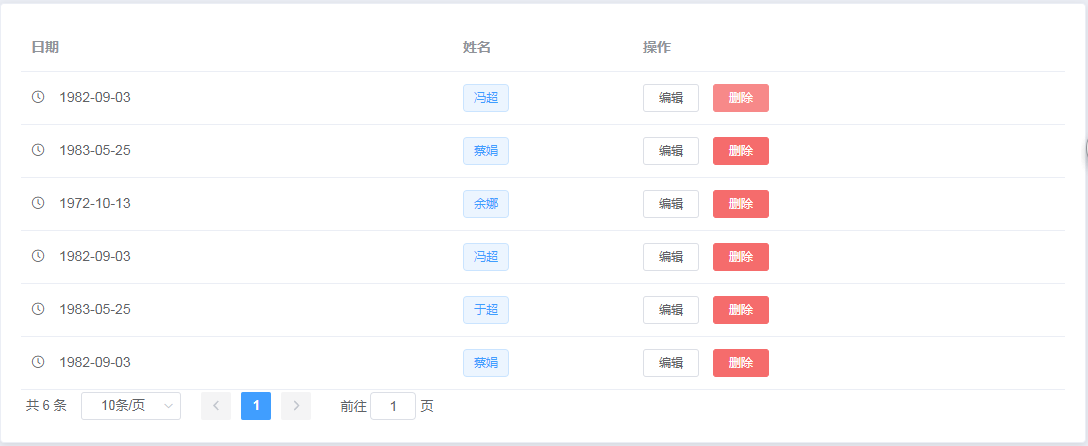 日期 姓名 操作
1982-09-03 冯超 编辑 删除
1983-05-25 蔡娟 编辑 删除
1972-10-13 余娜 编辑 删除
1982-09-03 冯超 编辑 删除
1983-05-25 于超 编辑 删除
1982-09-03 蔡娟 编辑 删除
共 6 条 10条/页 1 前往 1 页